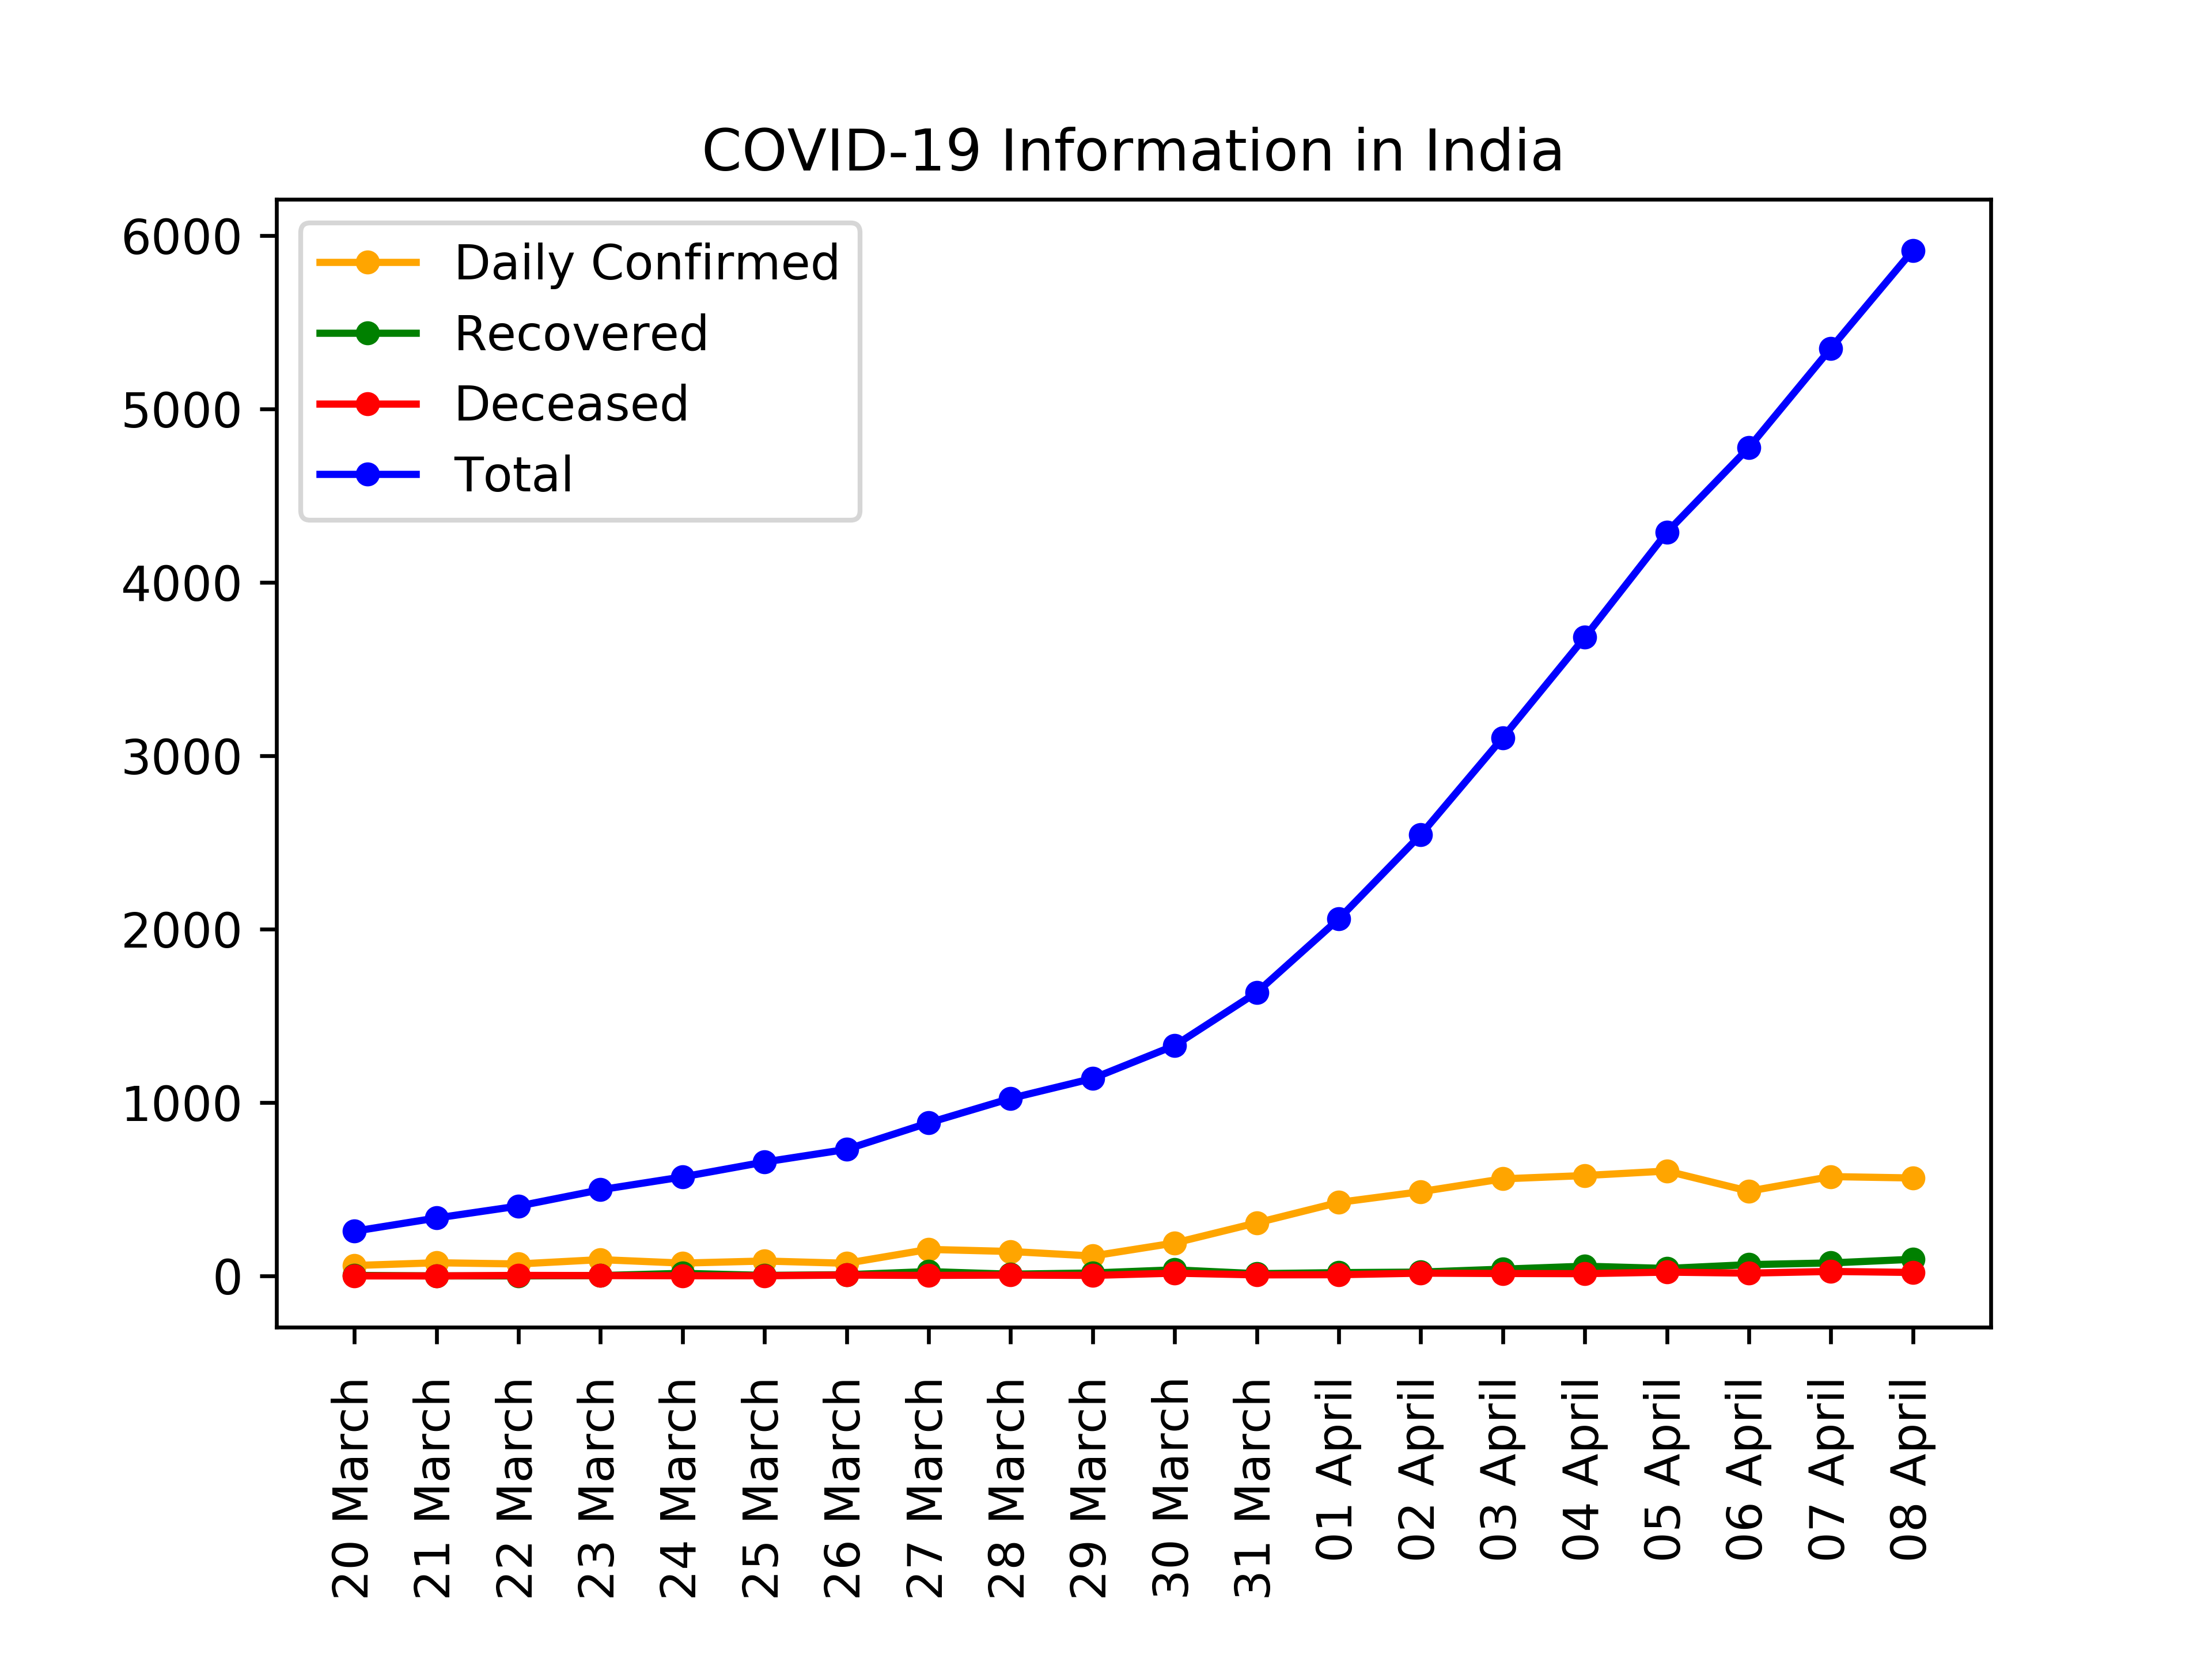 COVID-19 Information in India
6000
5000
4000
3000
2000
1000
0
Daily Confirmed
Recovered
Deceased
Total
20 March
21 March
22 March
23 March
24 March
25 March
26 March
27 March
28 March
29 March
30 March
31 March
01 April
02 April
03 April
04 April
05 April
06 April
07 April
08 April